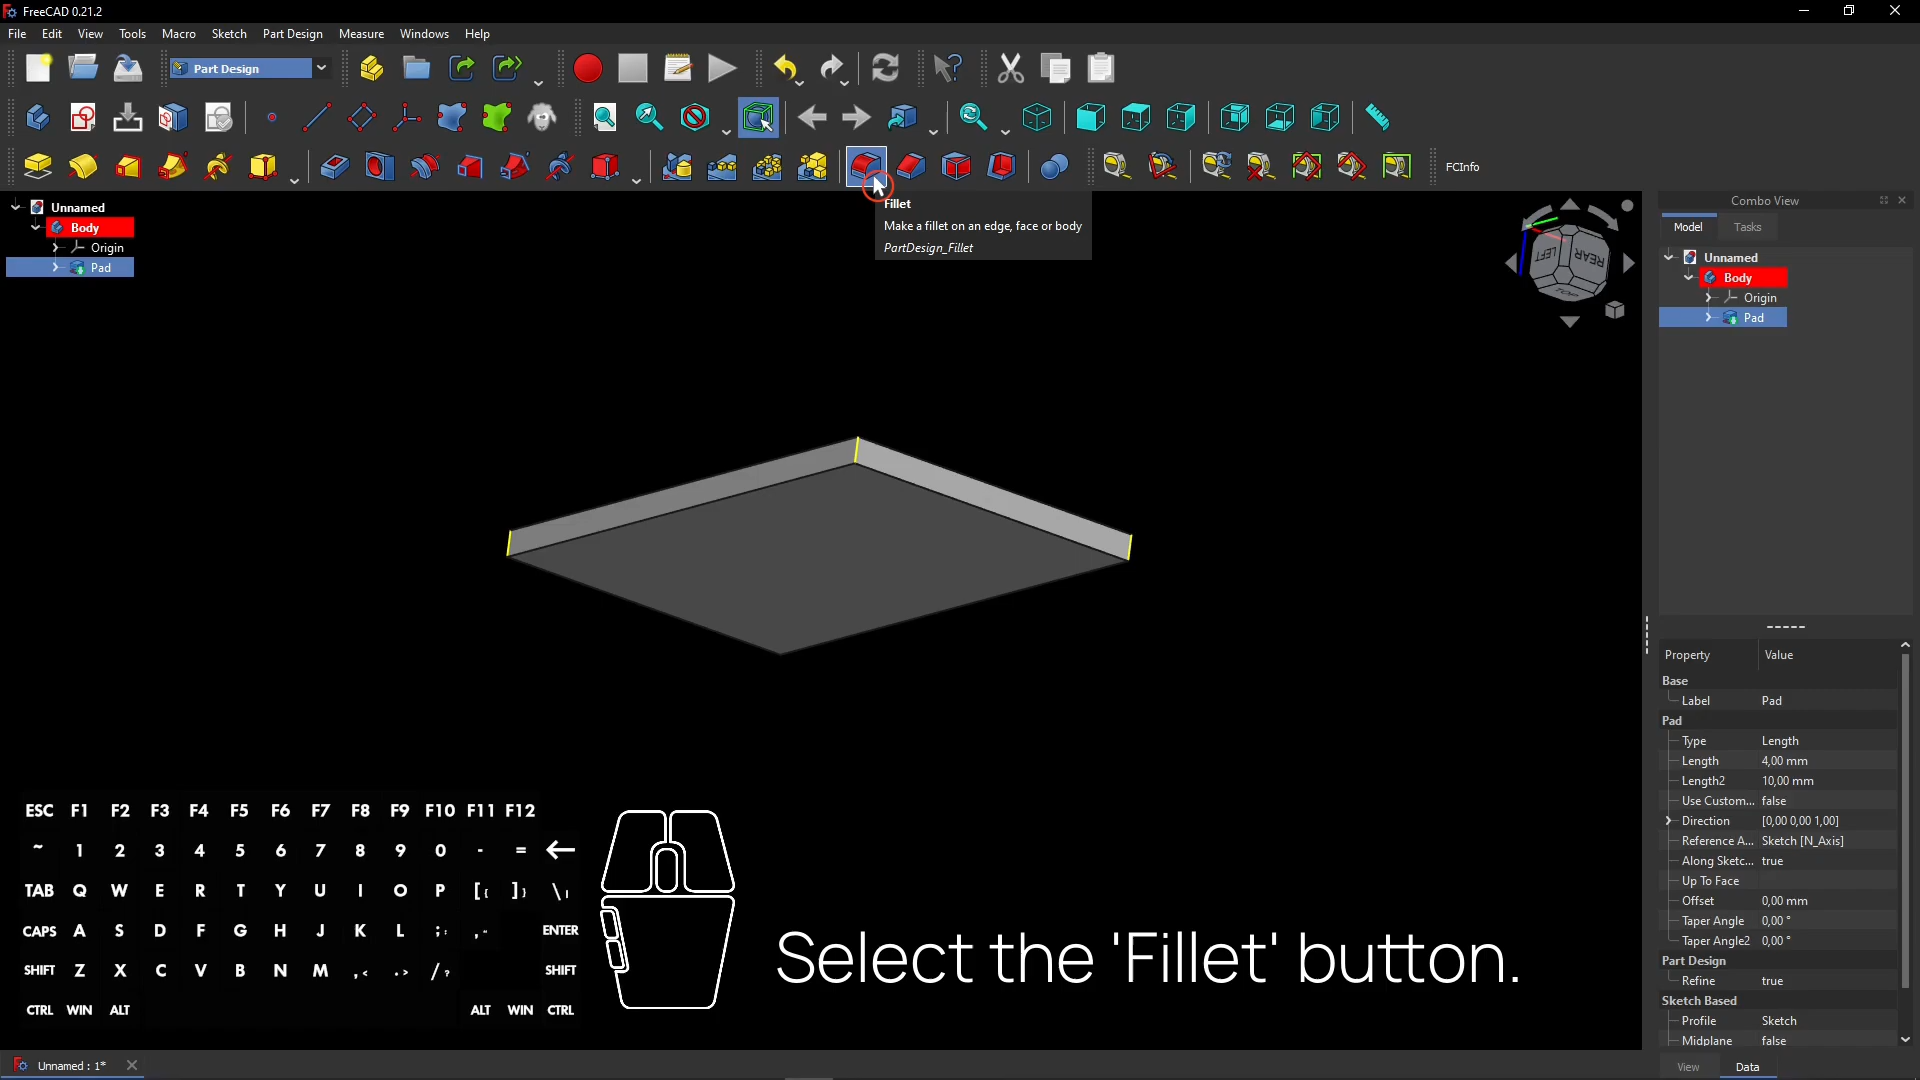 FreeCAD 0.21.2
File Edit View Tools Macro Sketch Part Design Measure Windows Help
Part Design
FCInfo
Fillet
Make a fillet on an edge, face or body
PartDesign_Fillet
Unnamed
Body
Origin
Pad
LEFT REAR
TOP
Combo View
Model Tasks
Unnamed
Body
Origin
Pad
Property Value
Base
Label Pad
Pad
Type Length
Length 4,00 mm
Length2 10,00 mm
Use Custom... false
Direction [0,00 0,00 1,00]
Reference A... Sketch [N_Axis]
Along Sketc... true
Up To Face
Offset 0,00 mm
Taper Angle 0,00 °
Taper Angle2 0,00 °
Part Design
Refine true
Sketch Based
Profile Sketch
Midplane false
View Data
ESC F1 F2 F3 F4 F5 F6 F7 F8 F9 F10 F11 F12
~ 1 2 3 4 5 6 7 8 9 0 - = ←
TAB Q W E R T Y U I O P [{ ]} \|
CAPS A S D F G H J K L ;: ," ENTER
SHIFT Z X C V B N M ,< .> /? SHIFT
CTRL WIN ALT ALT WIN CTRL
Select the 'Fillet' button.
Unnamed : 1*